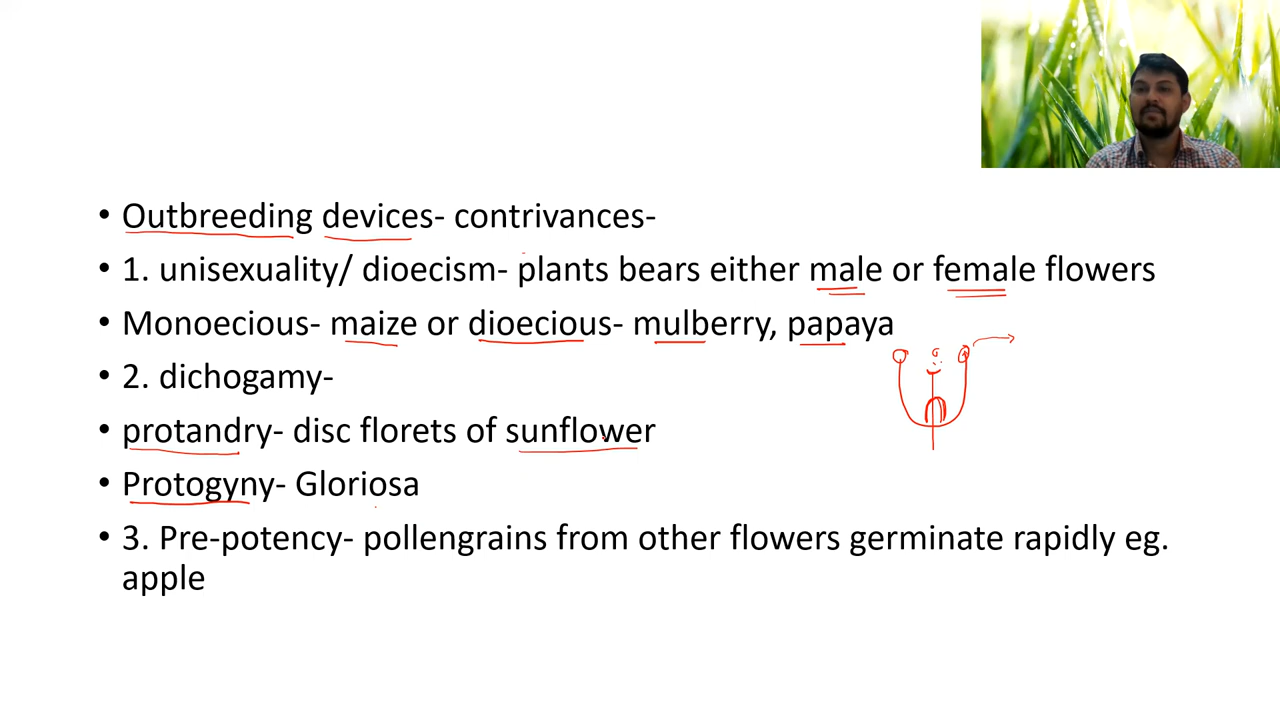 • Outbreeding devices- contrivances-
• 1. unisexuality/ dioecism- plants bears either male or female flowers
• Monoecious- maize or dioecious- mulberry, papaya
• 2. dichogamy-
• protandry- disc florets of sunflower
• Protogyny- Gloriosa
• 3. Pre-potency- pollengrains from other flowers germinate rapidly eg.
apple